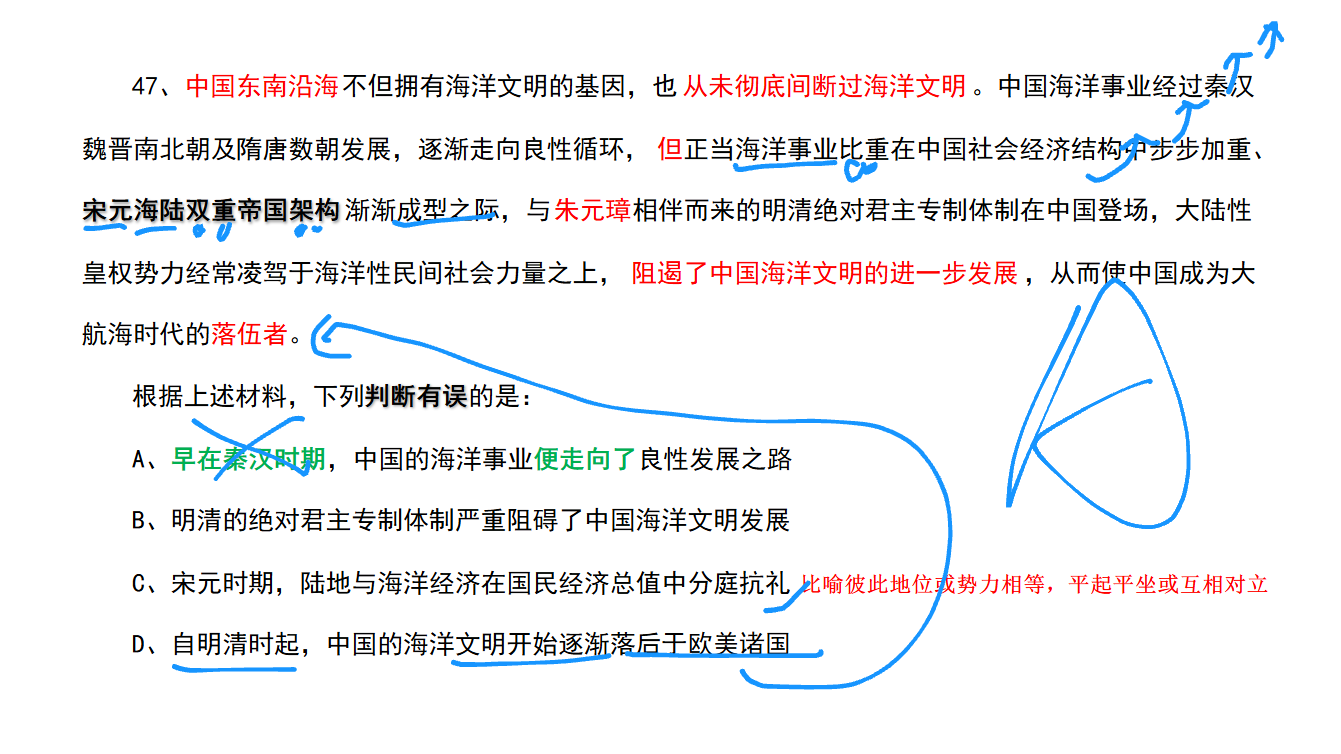 47、中国东南沿海不但拥有海洋文明的基因，也从未彻底间断过海洋文明。中国海洋事业经过秦汉
魏晋南北朝及隋唐数朝发展，逐渐走向良性循环，但正当海洋事业比重在中国社会经济结构中步步加重、
宋元海陆双重帝国架构渐渐成型之际，与朱元璋相伴而来的明清绝对君主专制体制在中国登场，大陆性
皇权势力经常凌驾于海洋性民间社会力量之上，阻遏了中国海洋文明的进一步发展，从而使中国成为大
航海时代的落伍者。
根据上述材料，下列判断有误的是：
A、早在秦汉时期，中国的海洋事业便走向了良性发展之路
B、明清的绝对君主专制体制严重阻碍了中国海洋文明发展
C、宋元时期，陆地与海洋经济在国民经济总值中分庭抗礼 比喻彼此地位或势力相等，平起平坐或互相对立
D、自明清时起，中国的海洋文明开始逐渐落后于欧美诸国